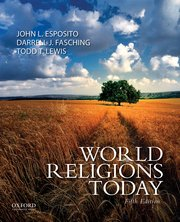 JOHN L. ESPOSITO
DARRELL J. FASCHING
TODD T. LEWIS
WORLD
RELIGIONS
TODAY
OXFORD
Fifth Edition